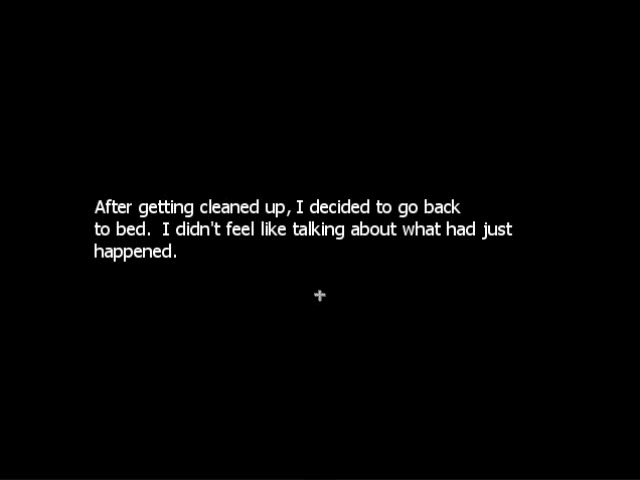 After getting cleaned up, I decided to go back
to bed.  I didn't feel like talking about what had just
happened.